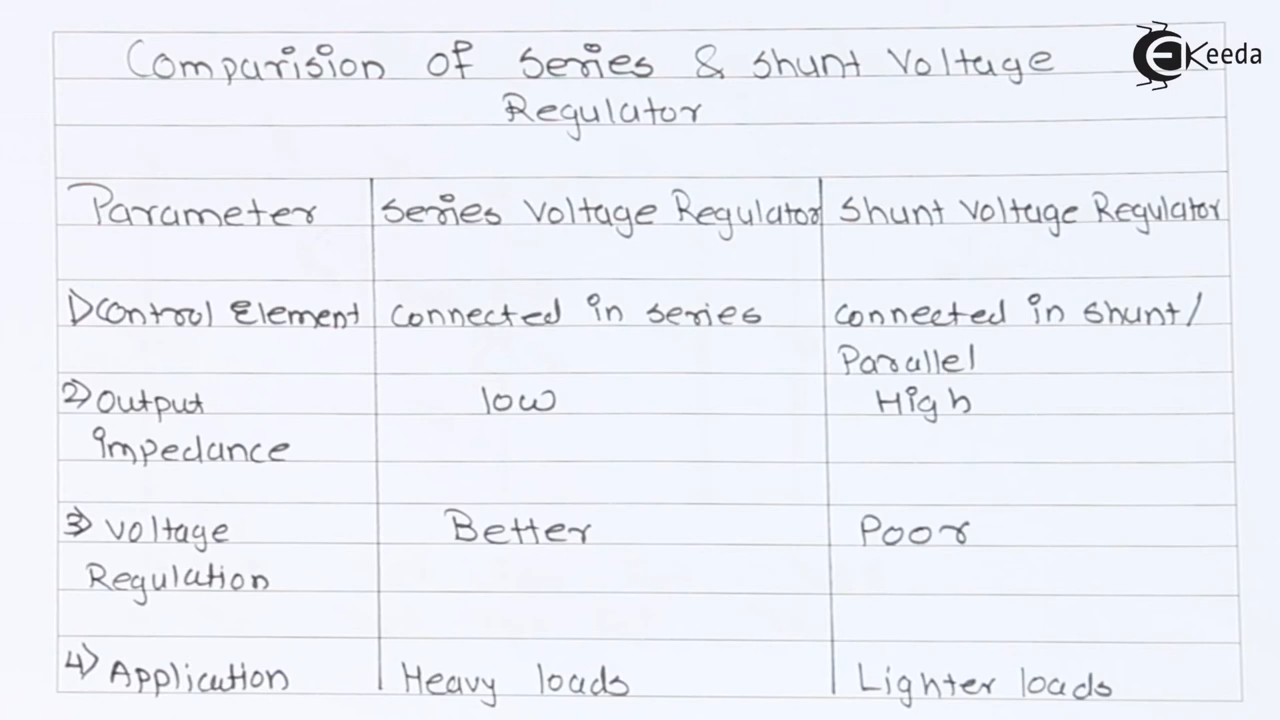 Comparision of Series & Shunt Voltage
Regulator
EKeeda
Parameter Series Voltage Regulator Shunt Voltage Regulator
1) Control Element Connected in series Connected in Shunt/
Parallel
2) Output low High
impedance
3) Voltage Better Poor
Regulation
4) Application Heavy loads Lighter loads